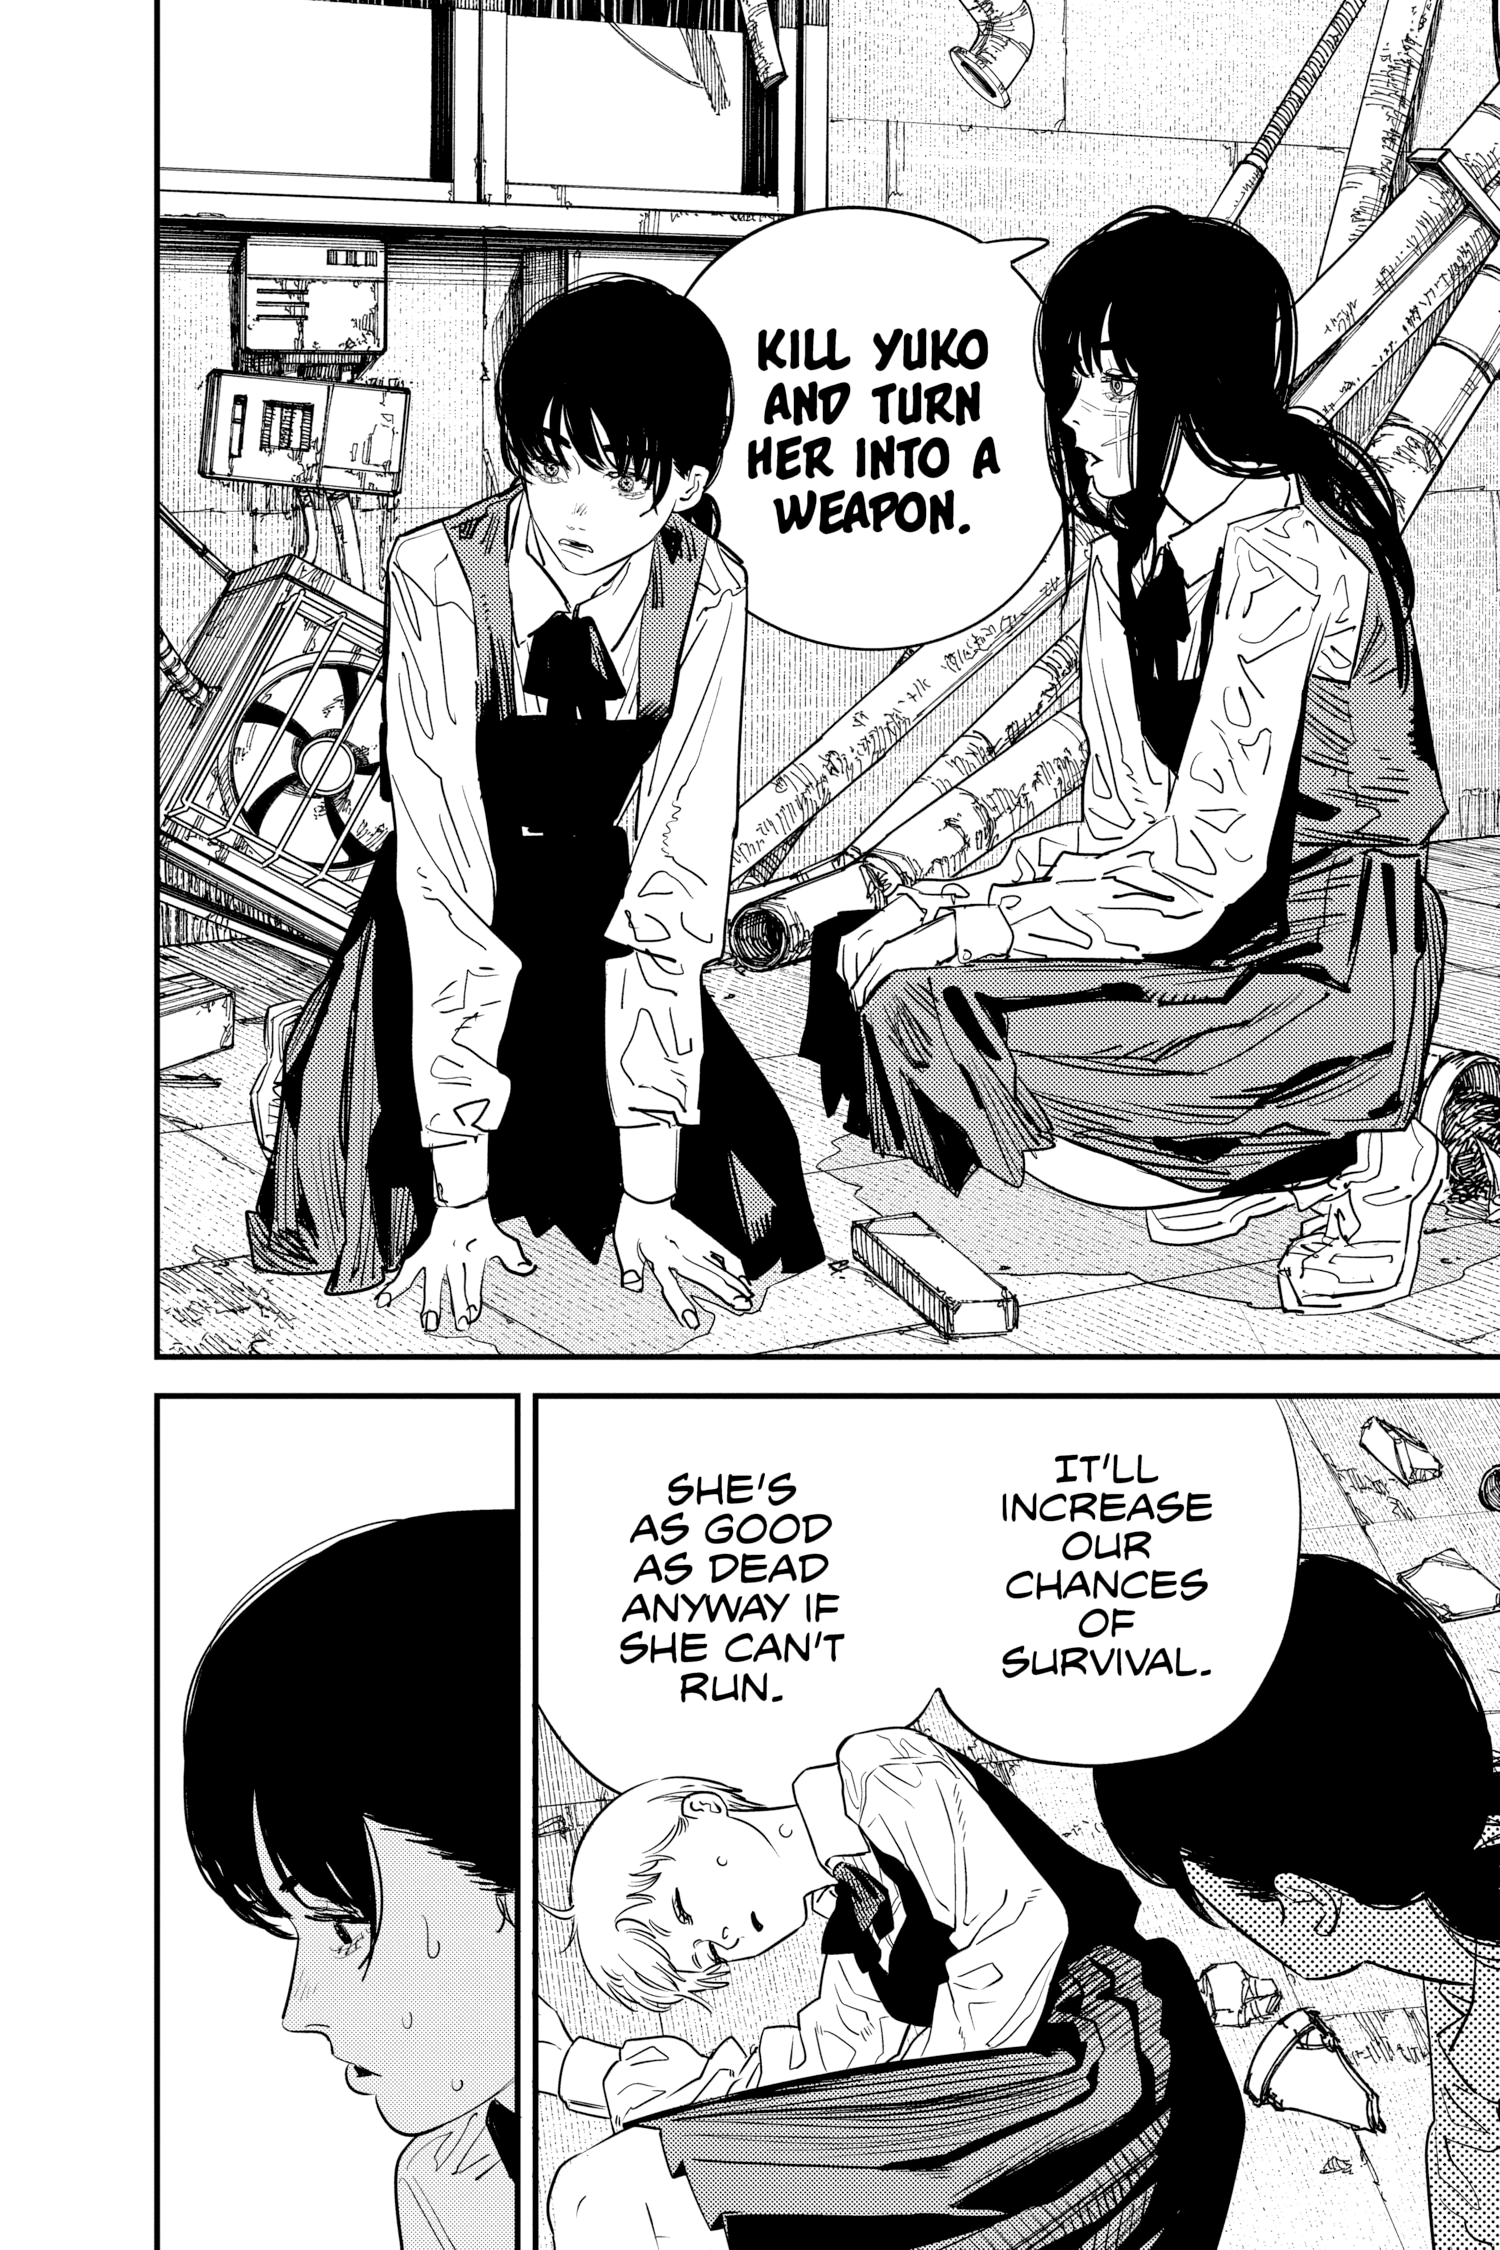 KILL YUKO
AND TURN
HER INTO A
WEAPON.
IT'LL
INCREASE
OUR
CHANCES
OF
SURVIVAL.
SHE'S
AS GOOD
AS DEAD
ANYWAY IF
SHE CAN'T
RUN.